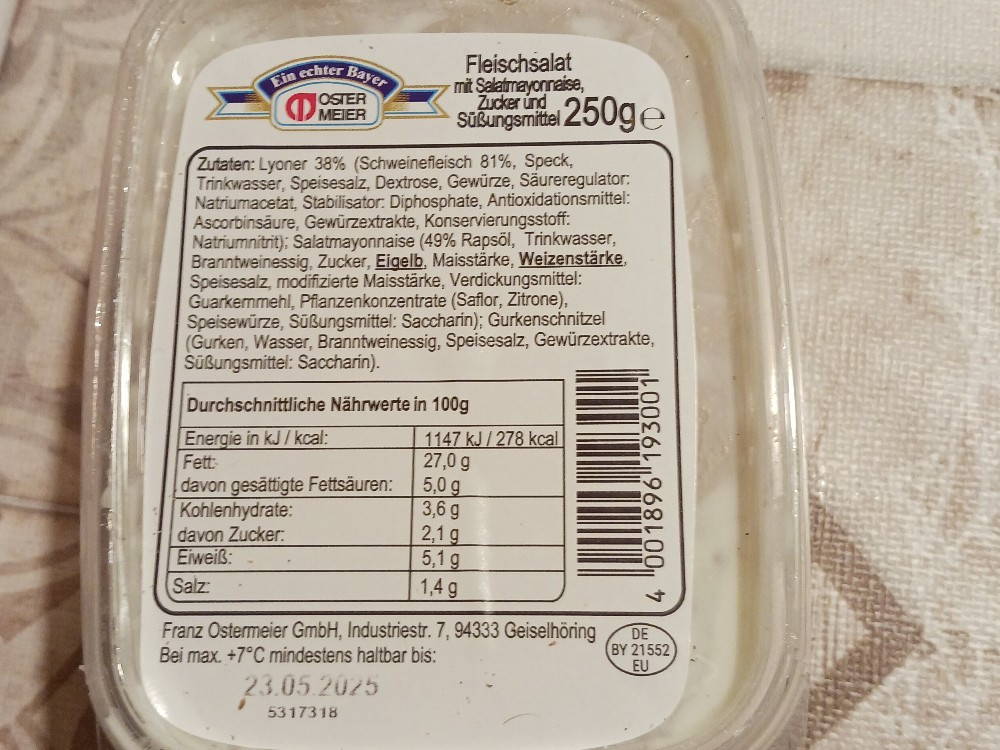 Ein echter Bayer
OSTER
MEIER
Fleischsalat
mit Salatmayonnaise,
Zucker und
Süßungsmittel 250g e
Zutaten: Lyoner 38% (Schweinefleisch 81%, Speck,
Trinkwasser, Speisesalz, Dextrose, Gewürze, Säureregulator:
Natriumacetat, Stabilisator: Diphosphate, Antioxidationsmittel:
Ascorbinsäure, Gewürzextrakte, Konservierungsstoff:
Natriumnitrit); Salatmayonnaise (49% Rapsöl, Trinkwasser,
Branntweinessig, Zucker, Eigelb, Maisstärke, Weizenstärke,
Speisesalz, modifizierte Maisstärke, Verdickungsmittel:
Guarkernmehl, Pflanzenkonzentrate (Saflor, Zitrone),
Speisewürze, Süßungsmittel: Saccharin); Gurkenschnitzel
(Gurken, Wasser, Branntweinessig, Speisesalz, Gewürzextrakte,
Süßungsmittel: Saccharin).
Durchschnittliche Nährwerte in 100g
Energie in kJ / kcal: 1147 kJ / 278 kcal
Fett: 27,0 g
davon gesättigte Fettsäuren: 5,0 g
Kohlenhydrate: 3,6 g
davon Zucker: 2,1 g
Eiweiß: 5,1 g
Salz: 1,4 g
4 001896 193001
Franz Ostermeier GmbH, Industriestr. 7, 94333 Geiselhöring
Bei max. +7°C mindestens haltbar bis:
DE
BY 21552
EU
23.05.2025
5317318